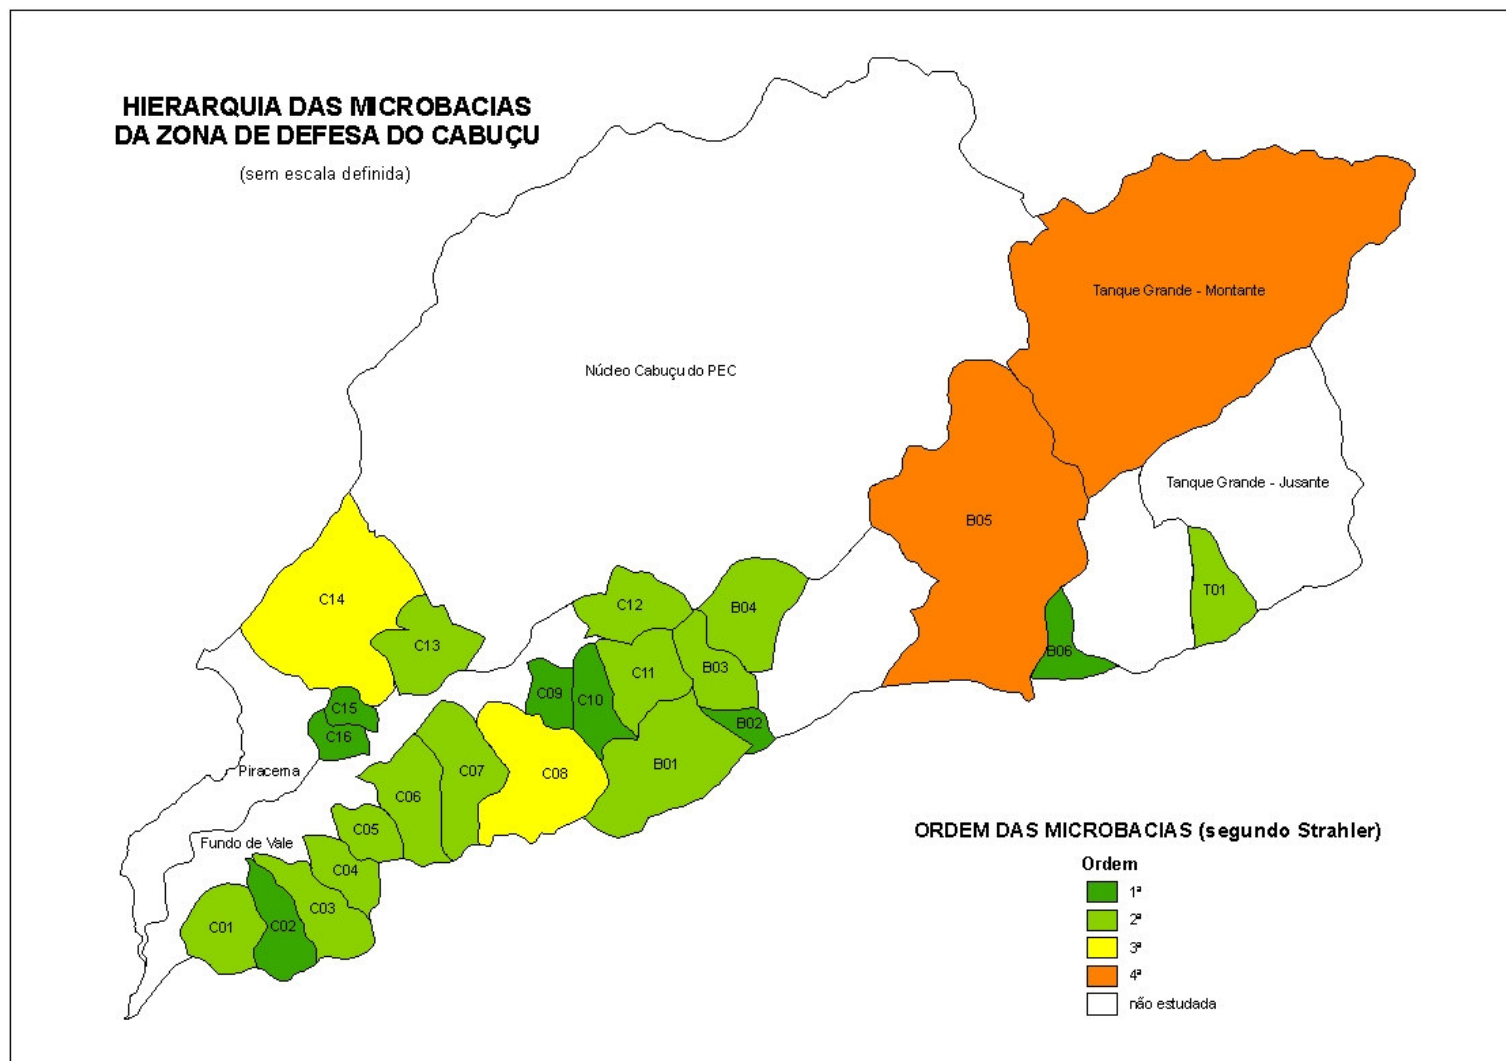 HIERARQUIA DAS MICROBACIAS
DA ZONA DE DEFESA DO CABUÇU
(sem escala definida)
Tanque Grande - Montante
Núcleo Cabuçu do PEC
Tanque Grande - Jusante
B05
T01
C14
C12
B04
C13
B06
C11
B03
C09
C10
C15
B02
C16
Piracema
C07
C08
B01
C06
C05
Fundo de Vale
C04
C03
C01
C02
ORDEM DAS MICROBACIAS (segundo Strahler)
Ordem
1ª
2ª
3ª
4ª
não estudada